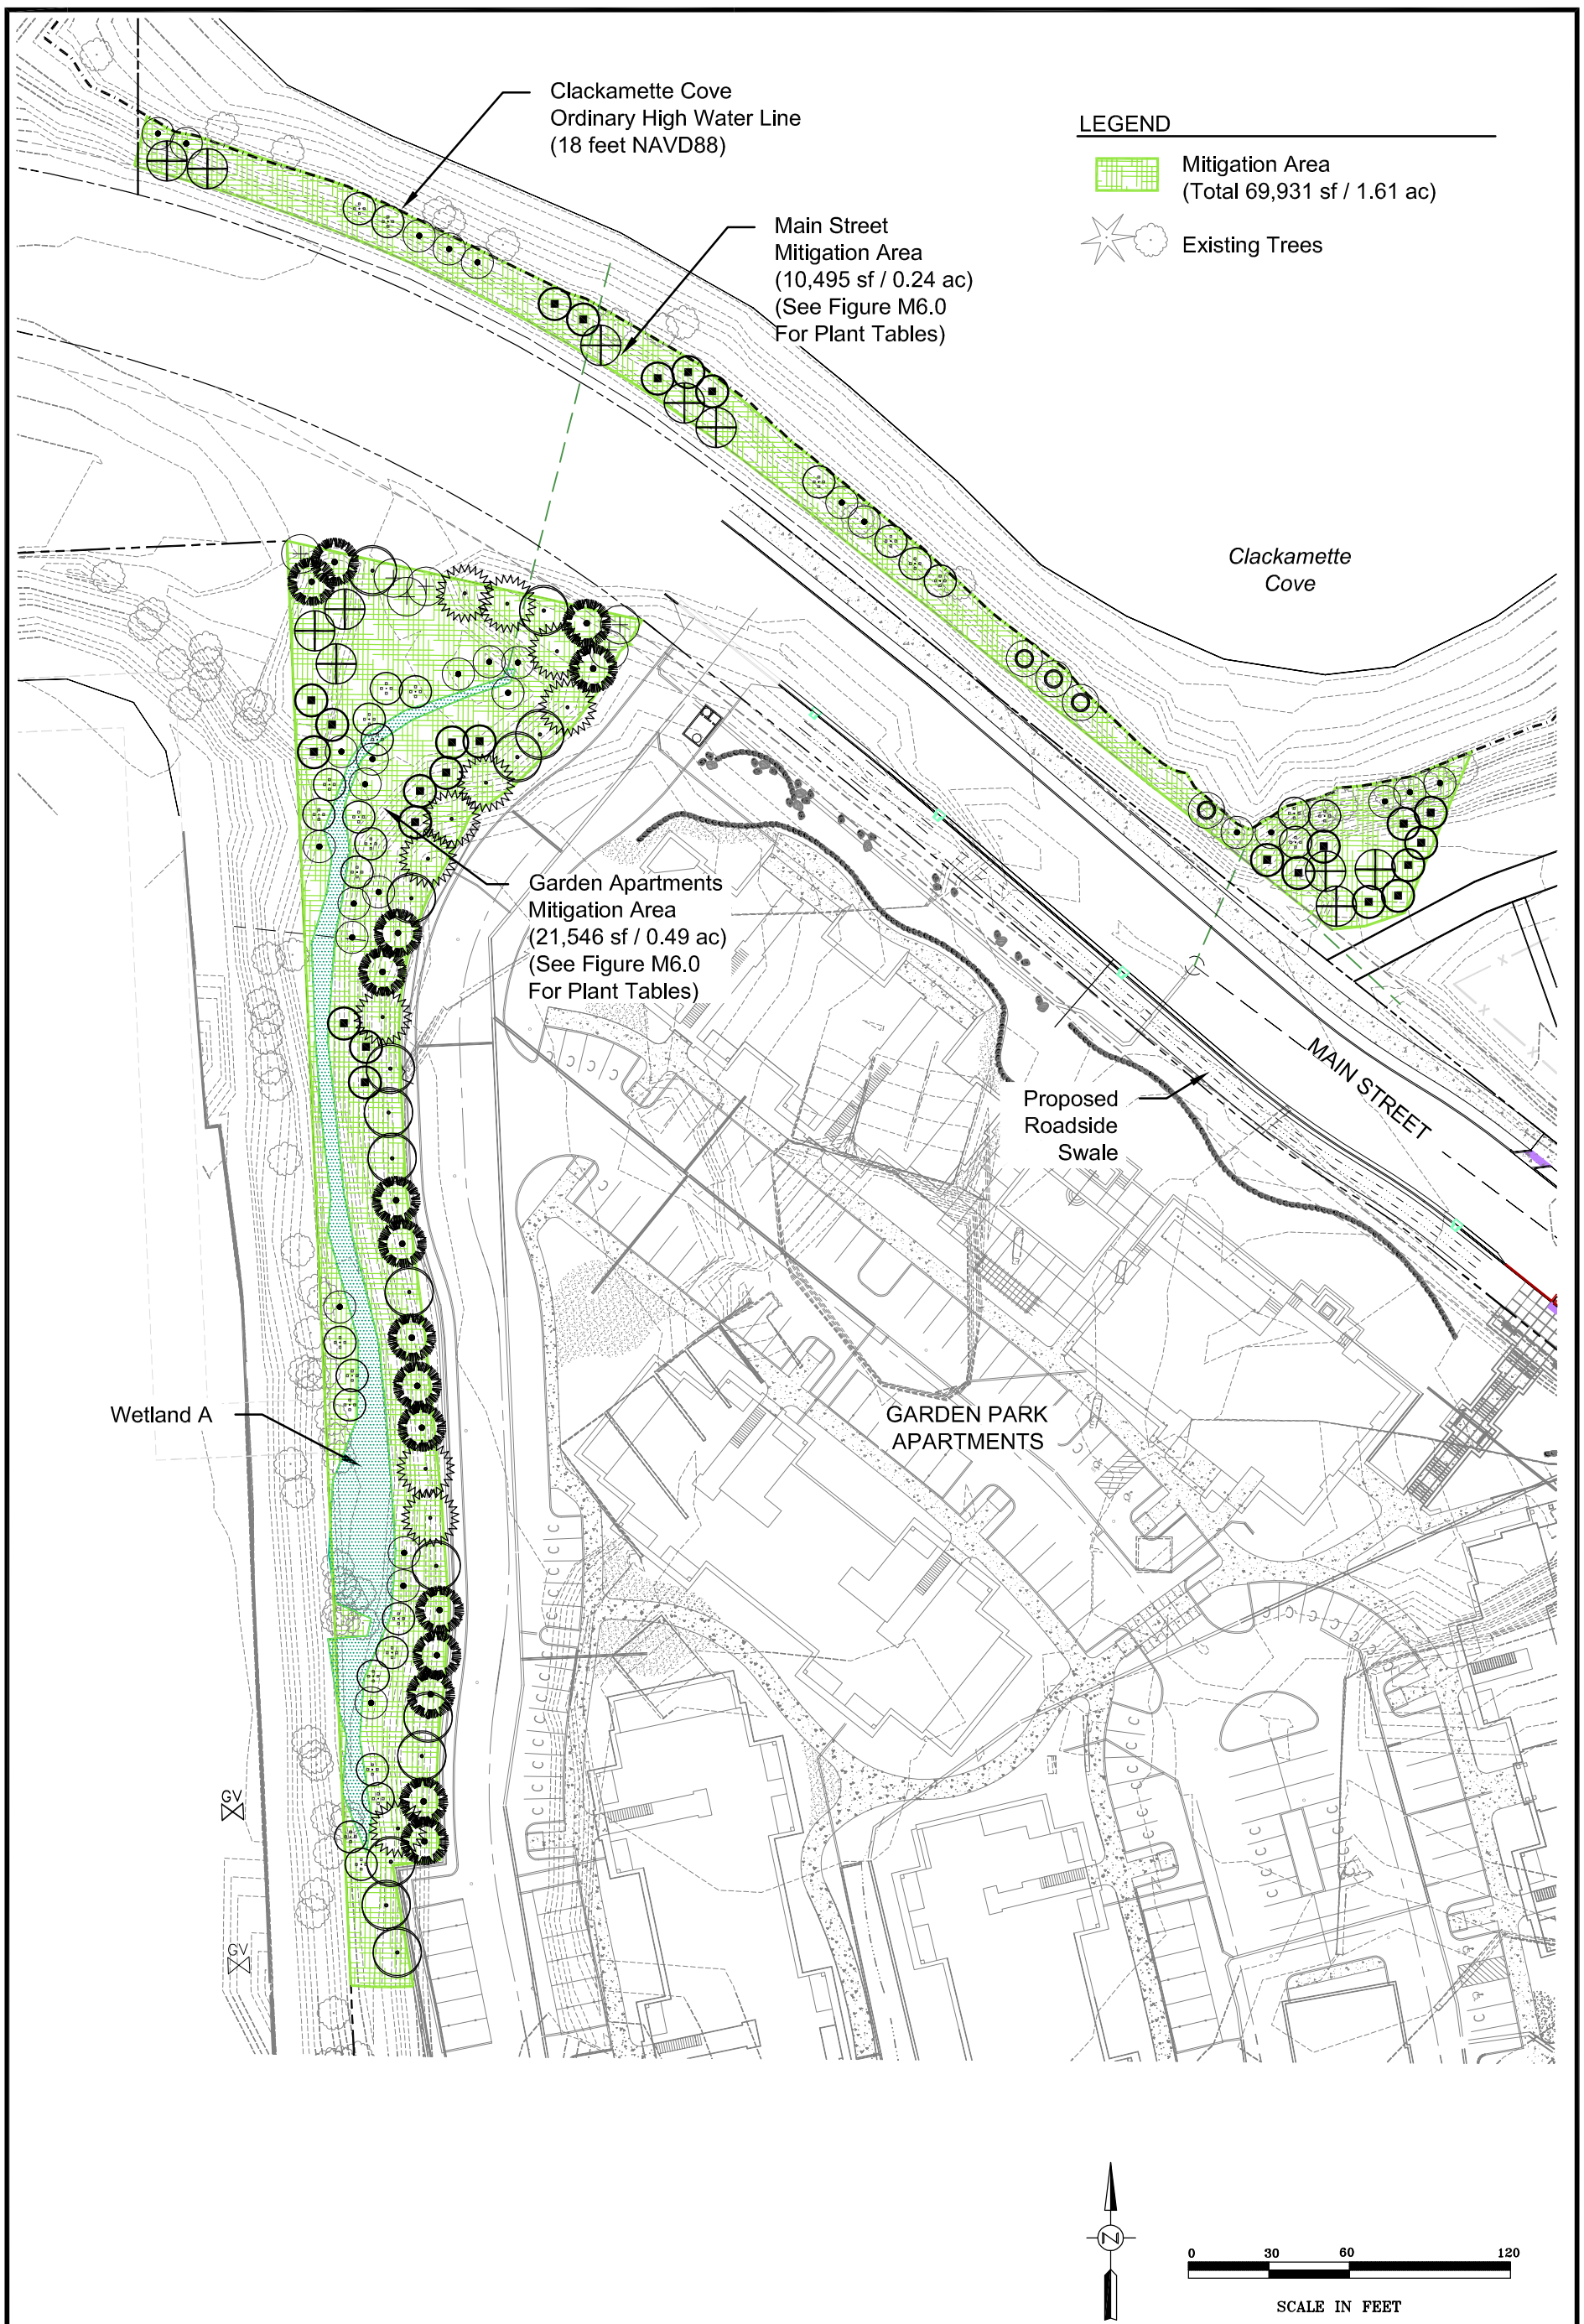 Clackamette Cove
Ordinary High Water Line
(18 feet NAVD88)
LEGEND
Mitigation Area
(Total 69,931 sf / 1.61 ac)
Existing Trees
Main Street
Mitigation Area
(10,495 sf / 0.24 ac)
(See Figure M6.0
For Plant Tables)
Clackamette
Cove
Garden Apartments
Mitigation Area
(21,546 sf / 0.49 ac)
(See Figure M6.0
For Plant Tables)
MAIN STREET
Proposed
Roadside
Swale
Wetland A
GARDEN PARK
APARTMENTS
GV
GV
N
0 30 60 120
SCALE IN FEET